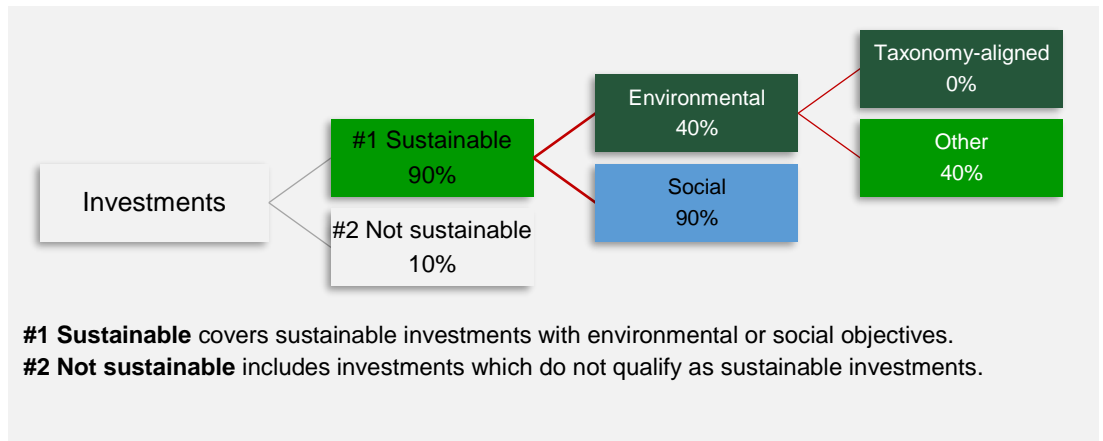 Investments
#1 Sustainable
90%
#2 Not sustainable
10%
Environmental
40%
Social
90%
Taxonomy-aligned
0%
Other
40%
#1 Sustainable covers sustainable investments with environmental or social objectives.
#2 Not sustainable includes investments which do not qualify as sustainable investments.